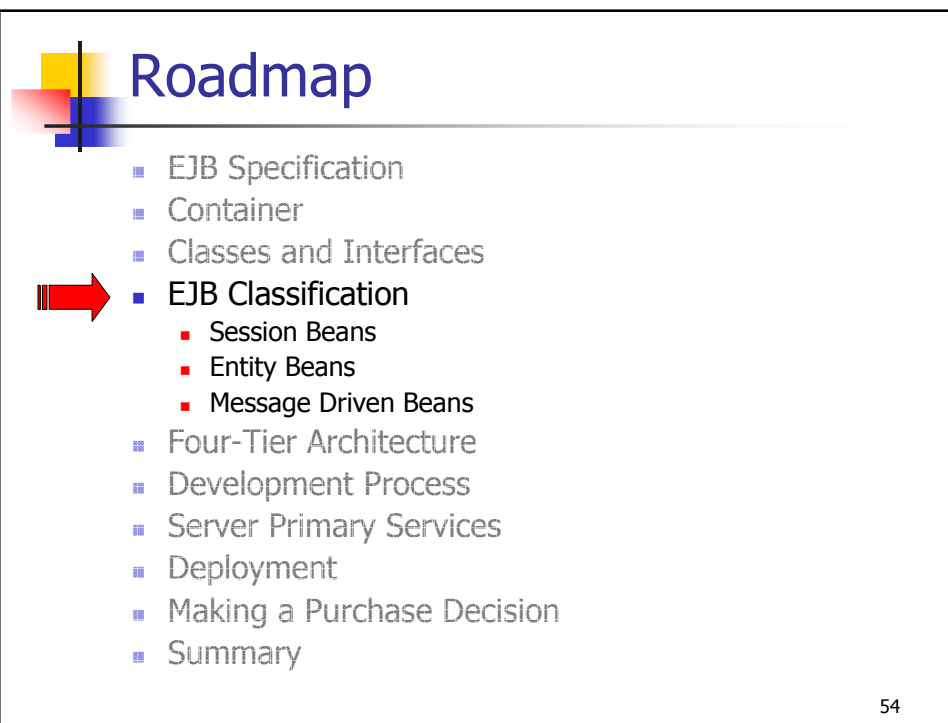 Roadmap
EJB Specification
Container
Classes and Interfaces
EJB Classification
Session Beans
Entity Beans
Message Driven Beans
Four-Tier Architecture
Development Process
Server Primary Services
Deployment
Making a Purchase Decision
Summary
54